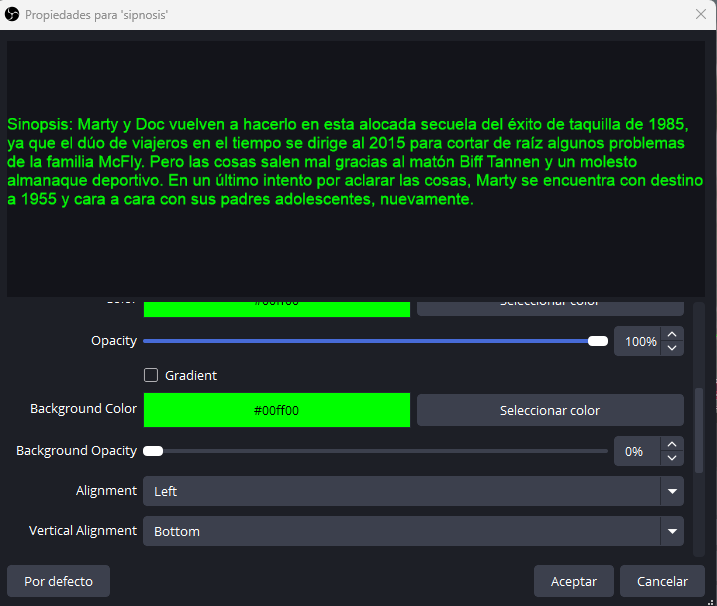 Propiedades para 'sipnosis'
Sinopsis: Marty y Doc vuelven a hacerlo en esta alocada secuela del éxito de taquilla de 1985,
ya que el dúo de viajeros en el tiempo se dirige al 2015 para cortar de raíz algunos problemas
de la familia McFly. Pero las cosas salen mal gracias al matón Biff Tannen y un molesto
almanaque deportivo. En un último intento por aclarar las cosas, Marty se encuentra con destino
a 1955 y cara a cara con sus padres adolescentes, nuevamente.
Color #00ff00 Seleccionar color
Opacity 100%
Gradient
Background Color #00ff00 Seleccionar color
Background Opacity 0%
Alignment Left
Vertical Alignment Bottom
Por defecto Aceptar Cancelar